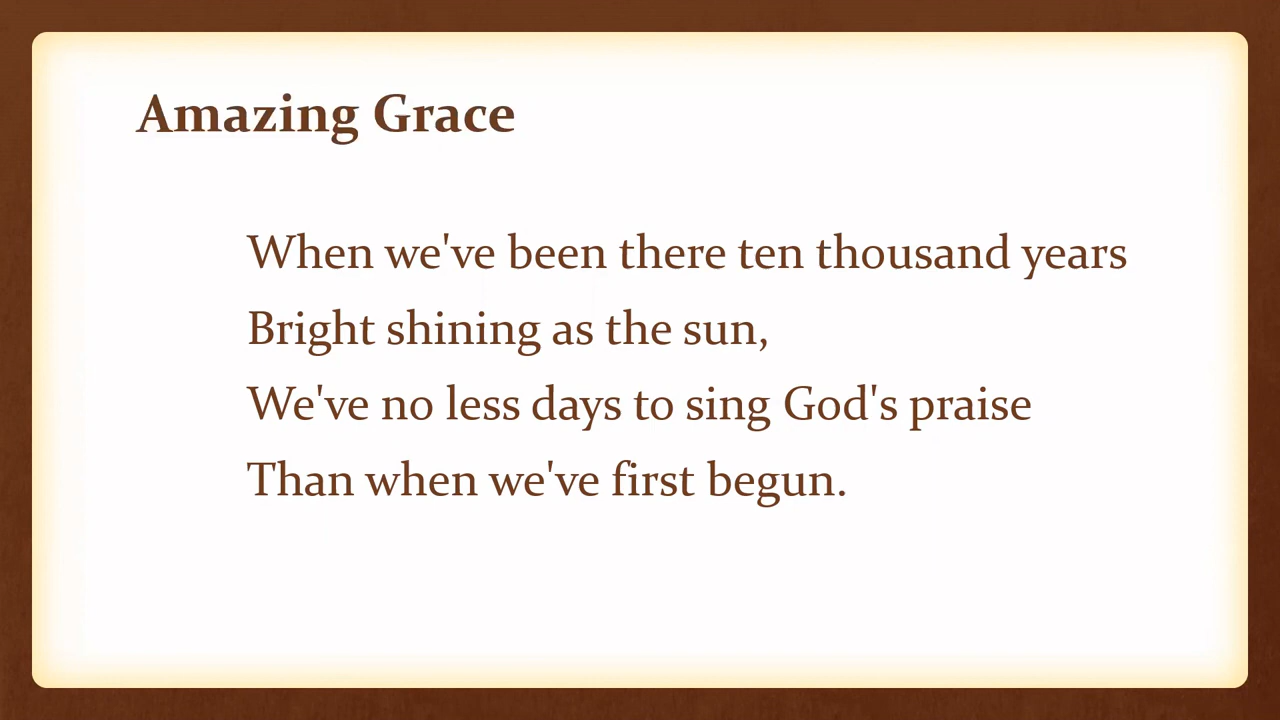 Amazing Grace
When we've been there ten thousand years
Bright shining as the sun,
We've no less days to sing God's praise
Than when we've first begun.